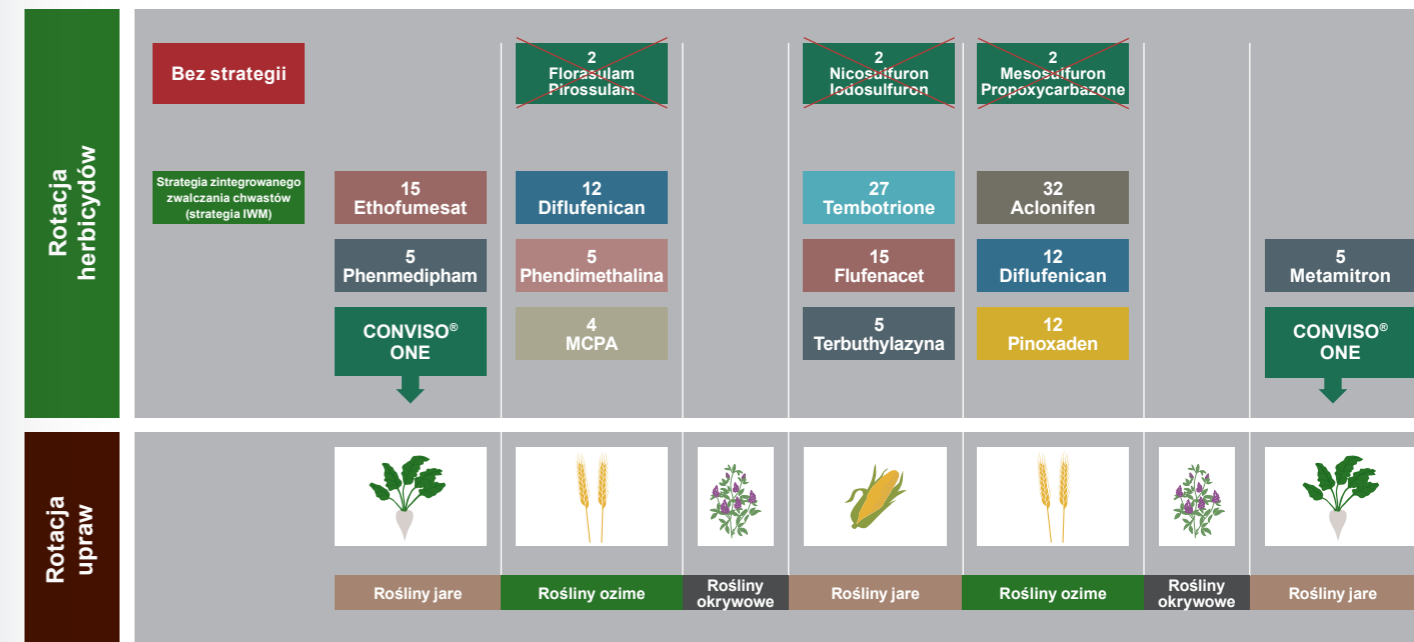 Rotacja
herbicydów
Bez strategii
2
Florasulam
Pirossulam
2
Nicosulfuron
Iodosulfuron
2
Mesosulfuron
Propoxycarbazone
Strategia zintegrowanego
zwalczania chwastów
(strategia IWM)
15
Ethofumesat
12
Diflufenican
27
Tembotrione
32
Aclonifen
5
Phenmedipham
5
Phendimethalina
15
Flufenacet
12
Diflufenican
5
Metamitron
CONVISO®
ONE
4
MCPA
5
Terbuthylazyna
12
Pinoxaden
CONVISO®
ONE
Rotacja
upraw
Rośliny jare
Rośliny ozime
Rośliny
okrywowe
Rośliny jare
Rośliny ozime
Rośliny
okrywowe
Rośliny jare